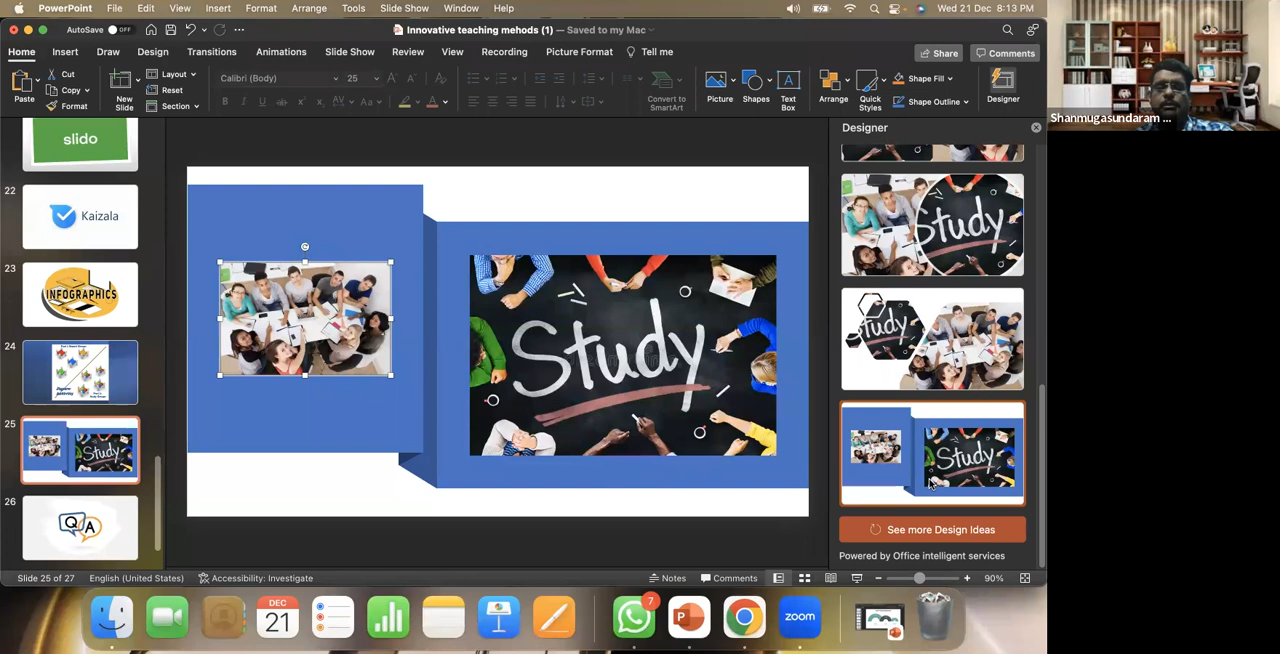 PowerPoint File Edit View Insert Format Arrange Tools Slide Show Window Help Wed 21 Dec 8:13 PM
AutoSave OFF Innovative teaching mehods (1) — Saved to my Mac
Home Insert Draw Design Transitions Animations Slide Show Review View Recording Picture Format Tell me Share Comments
Paste Cut Copy Format New Slide Layout Reset Section Calibri (Body) 25 Convert to SmartArt Picture Shapes Text Box Arrange Quick Styles Shape Fill Shape Outline Designer
Shanmugasundaram ...
Designer
slido
22
Kaizala
23
INFOGRAPHICS
24
25
Study
26
Q A
Study
Study
Study
Study
See more Design Ideas
Powered by Office intelligent services
Slide 25 of 27 English (United States) Accessibility: Investigate Notes Comments 90%
DEC
21
7
zoom